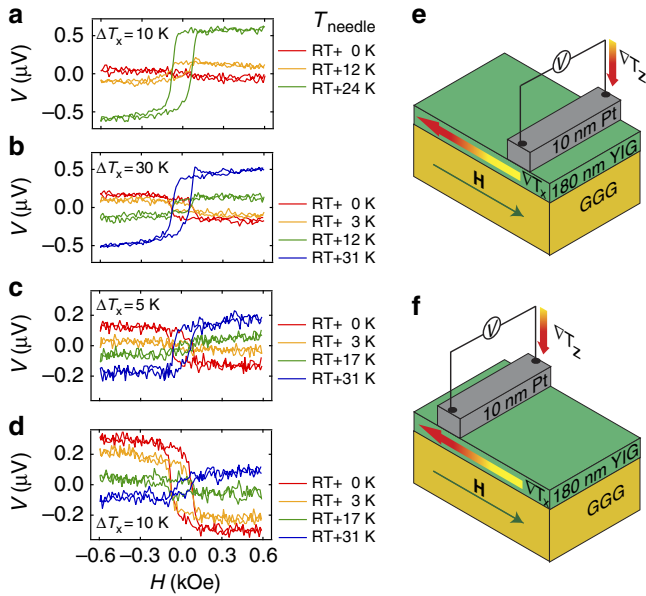 a
ΔTx = 10 K
V (μV)
0.5
0.0
−0.5
Tneedle
RT+ 0 K
RT+12 K
RT+24 K
b
ΔTx = 30 K
V (μV)
0.5
0.0
−0.5
RT+ 0 K
RT+ 3 K
RT+12 K
RT+31 K
c
ΔTx = 5 K
V (μV)
0.2
0.0
−0.2
RT+ 0 K
RT+ 3 K
RT+17 K
RT+31 K
d
ΔTx = 10 K
V (μV)
0.2
0.0
−0.2
RT+ 0 K
RT+ 3 K
RT+17 K
RT+31 K
−0.6 −0.3 0.0 0.3 0.6
H (kOe)
e
V
∇Tz
10 nm Pt
∇Tx
180 nm YIG
H
GGG
f
V
∇Tz
10 nm Pt
∇Tx
180 nm YIG
H
GGG